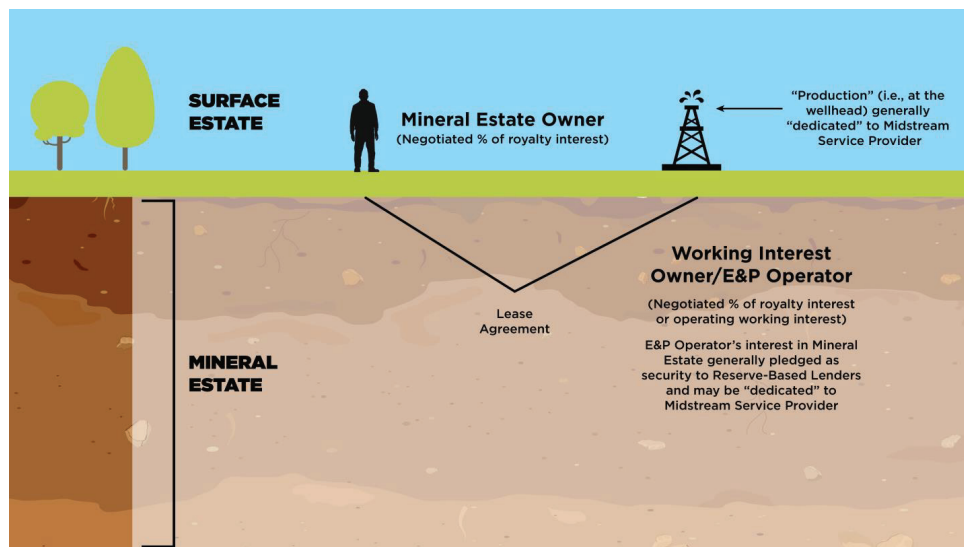 SURFACE
ESTATE
Mineral Estate Owner
(Negotiated % of royalty interest)
“Production” (i.e., at the
wellhead) generally
“dedicated” to Midstream
Service Provider
Lease
Agreement
Working Interest
Owner/E&P Operator
(Negotiated % of royalty interest
or operating working interest)
E&P Operator’s interest in Mineral
Estate generally pledged as
security to Reserve-Based Lenders
and may be “dedicated” to
Midstream Service Provider
MINERAL
ESTATE